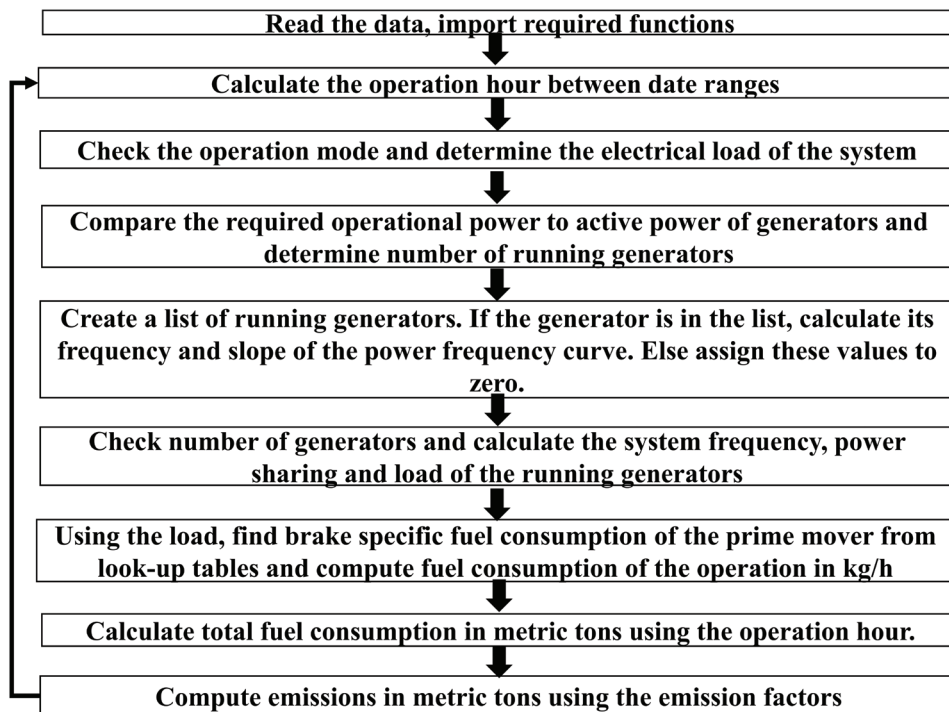 Read the data, import required functions
Calculate the operation hour between date ranges
Check the operation mode and determine the electrical load of the system
Compare the required operational power to active power of generators and
determine number of running generators
Create a list of running generators. If the generator is in the list, calculate its
frequency and slope of the power frequency curve. Else assign these values to
zero.
Check number of generators and calculate the system frequency, power
sharing and load of the running generators
Using the load, find brake specific fuel consumption of the prime mover from
look-up tables and compute fuel consumption of the operation in kg/h
Calculate total fuel consumption in metric tons using the operation hour.
Compute emissions in metric tons using the emission factors